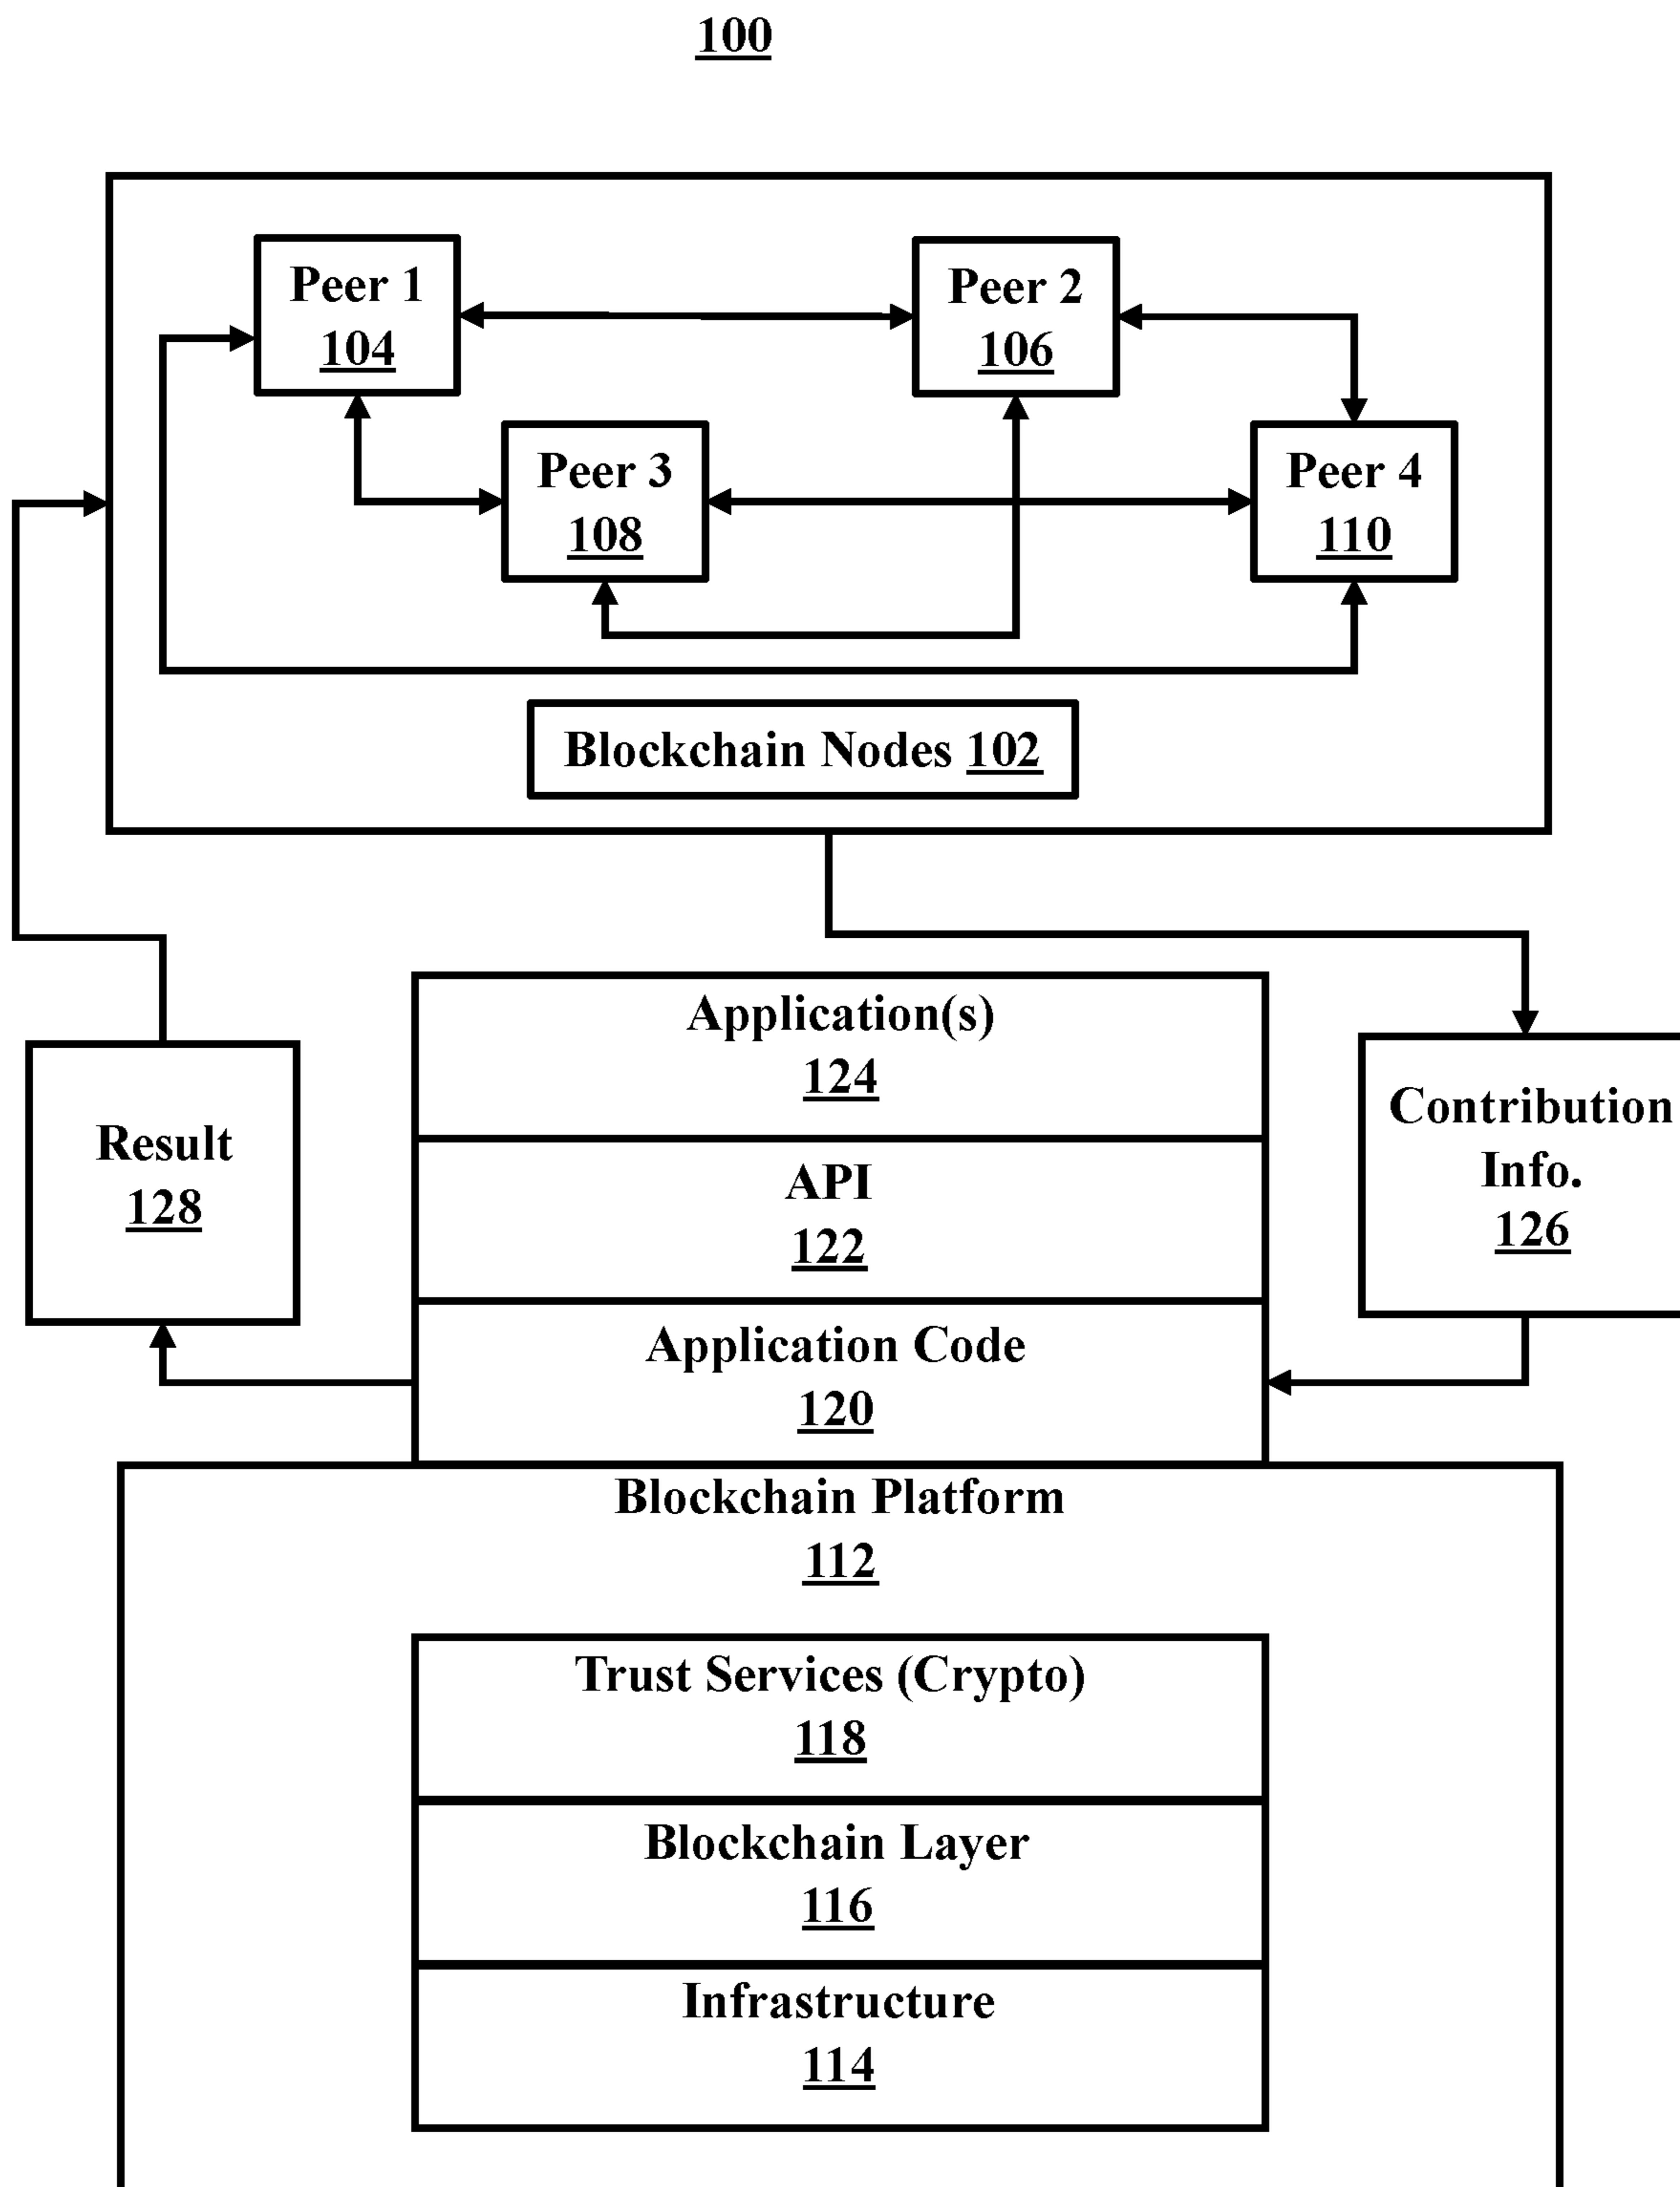 100
Peer 1
104
Peer 2
106
Peer 3
108
Peer 4
110
Blockchain Nodes 102
Application(s)
124
Result
128
API
122
Contribution
Info.
126
Application Code
120
Blockchain Platform
112
Trust Services (Crypto)
118
Blockchain Layer
116
Infrastructure
114